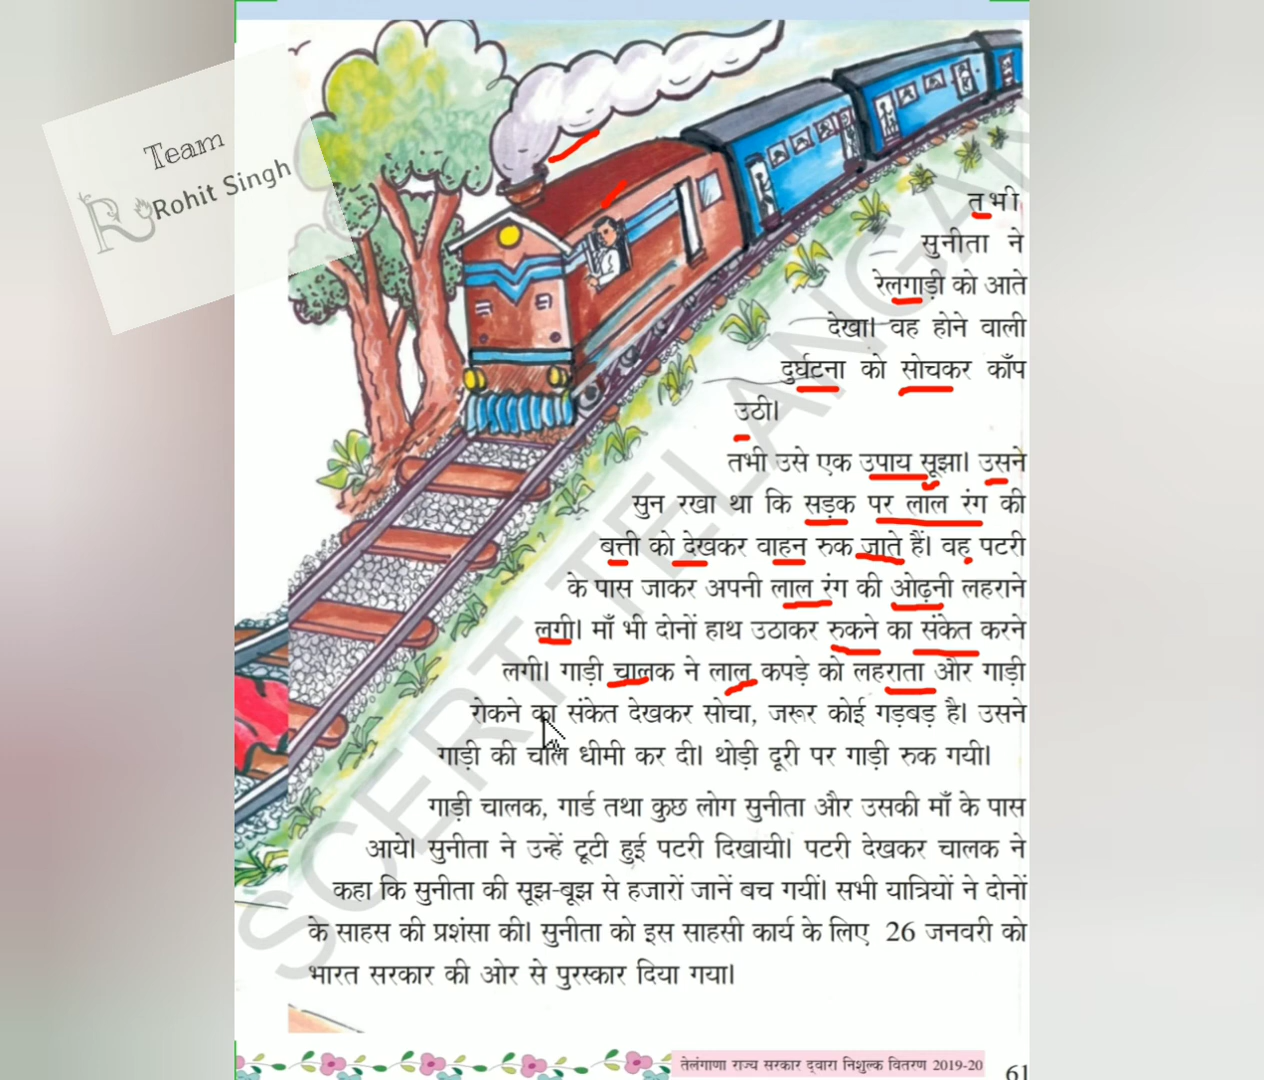 Team
Rohit Singh
तभी
सुनीता ने
रेलगाड़ी को आते
देखा। वह होने वाली
दुर्घटना को सोचकर काँप
उठी।
तभी उसे एक उपाय सूझा। उसने
सुन रखा था कि सड़क पर लाल रंग की
बत्ती को देखकर वाहन रुक जाते हैं। वह पटरी
के पास जाकर अपनी लाल रंग की ओढ़नी लहराने
लगी। माँ भी दोनों हाथ उठाकर रुकने का संकेत करने
लगी। गाड़ी चालक ने लाल कपड़े को लहराता और गाड़ी
रोकने का संकेत देखकर सोचा, जरूर कोई गड़बड़ है। उसने
गाड़ी की चाल धीमी कर दी। थोड़ी दूरी पर गाड़ी रुक गयी।
गाड़ी चालक, गार्ड तथा कुछ लोग सुनीता और उसकी माँ के पास
आये। सुनीता ने उन्हें टूटी हुई पटरी दिखायी। पटरी देखकर चालक ने
कहा कि सुनीता की सूझ-बूझ से हजारों जानें बच गयीं। सभी यात्रियों ने दोनों
के साहस की प्रशंसा की। सुनीता को इस साहसी कार्य के लिए 26 जनवरी को
भारत सरकार की ओर से पुरस्कार दिया गया।
SCERT TELANGANA
तेलंगाणा राज्य सरकार द्वारा निशुल्क वितरण 2019-20
61